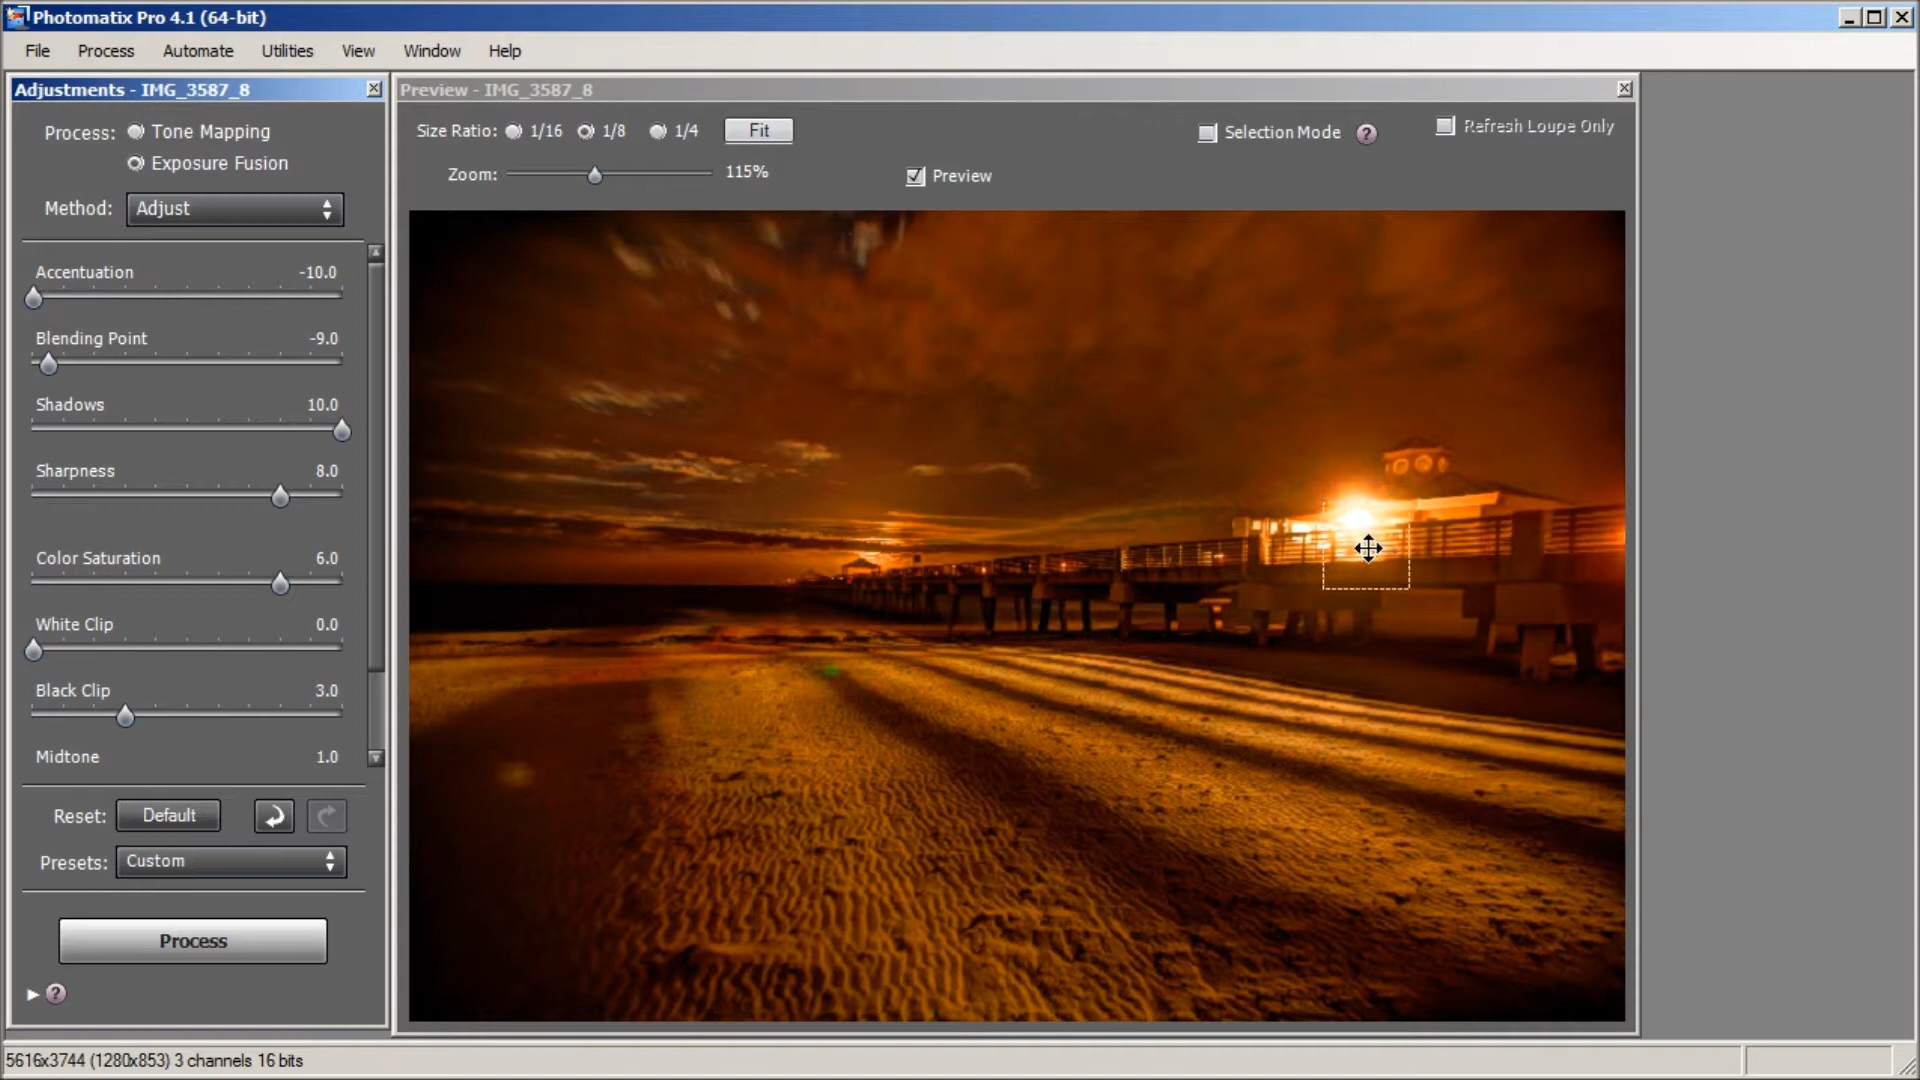 Photomatix Pro 4.1 (64-bit)
File Process Automate Utilities View Window Help
Adjustments - IMG_3587_8
Process: Tone Mapping
Exposure Fusion
Method: Adjust
Accentuation -10.0
Blending Point -9.0
Shadows 10.0
Sharpness 8.0
Color Saturation 6.0
White Clip 0.0
Black Clip 3.0
Midtone 1.0
Reset: Default
Presets: Custom
Process
?
Preview - IMG_3587_8
Size Ratio: 1/16 1/8 1/4 Fit
Selection Mode ?
Refresh Loupe Only
Zoom: 115%
Preview
5616x3744 (1280x853) 3 channels 16 bits